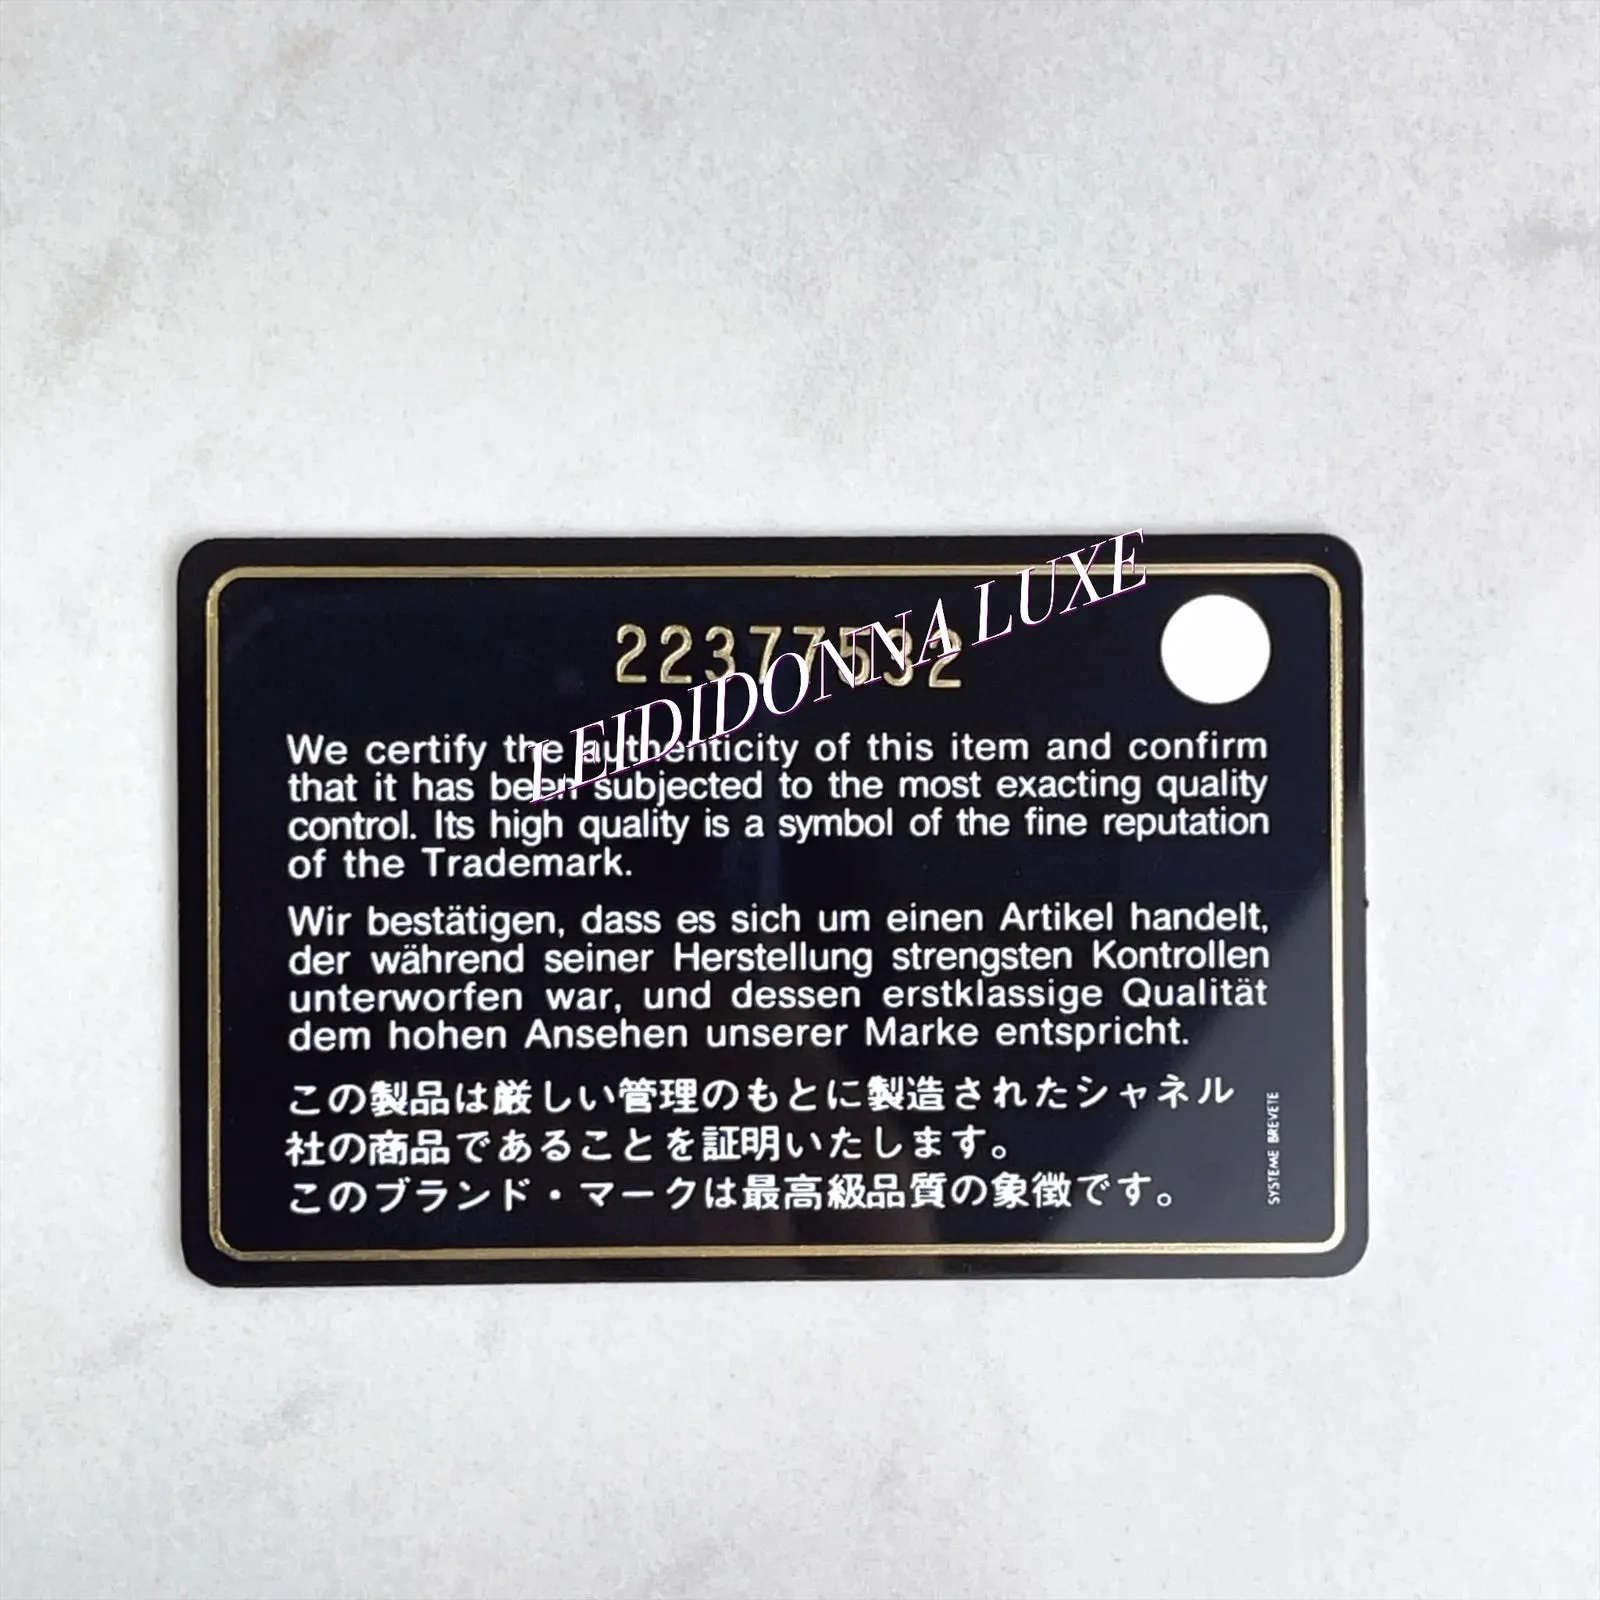 22377532
LEIDIDONNA LUXE
We certify the authenticity of this item and confirm
that it has been subjected to the most exacting quality
control. Its high quality is a symbol of the fine reputation
of the Trademark.
Wir bestätigen, dass es sich um einen Artikel handelt,
der während seiner Herstellung strengsten Kontrollen
unterworfen war, und dessen erstklassige Qualität
dem hohen Ansehen unserer Marke entspricht.
この製品は厳しい管理のもとに製造されたシャネル
社の商品であることを証明いたします。
このブランド・マークは最高級品質の象徴です。
SYSTEME BREVETE